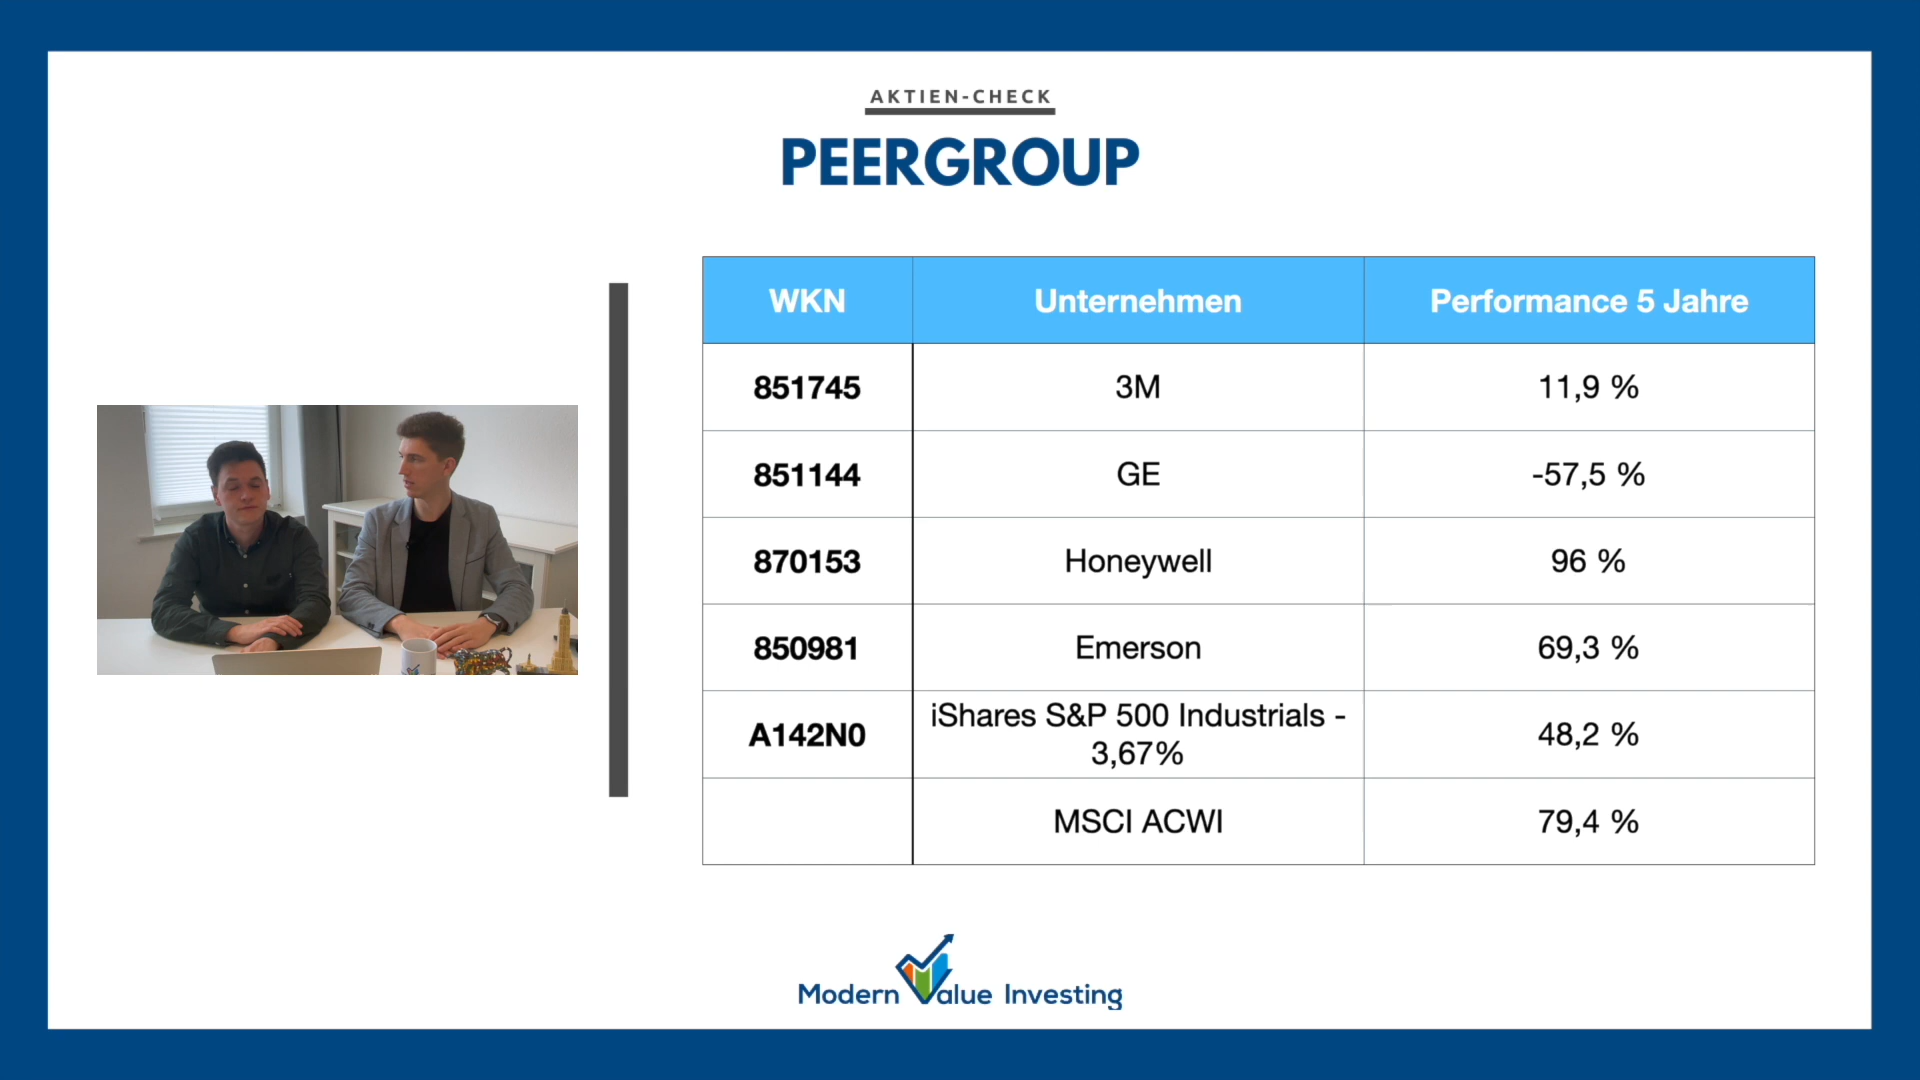 AKTIEN-CHECK
PEERGROUP
WKN Unternehmen Performance 5 Jahre
851745 3M 11,9 %
851144 GE -57,5 %
870153 Honeywell 96 %
850981 Emerson 69,3 %
A142N0 iShares S&P 500 Industrials -
3,67% 48,2 %
MSCI ACWI 79,4 %
Modern Value Investing